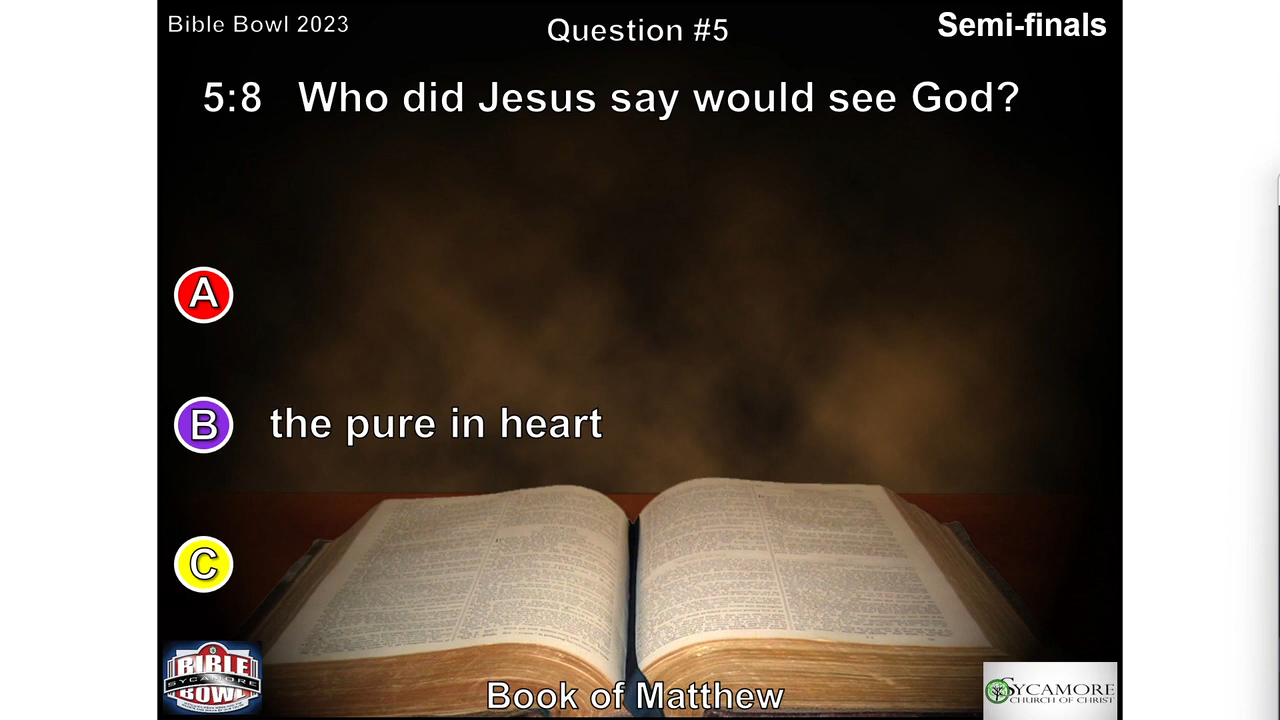 Bible Bowl 2023
Question #5
Semi-finals
5:8 Who did Jesus say would see God?
A
B the pure in heart
C
BIBLE
SYCAMORE
BOWL
Book of Matthew
SYCAMORE
CHURCH OF CHRIST